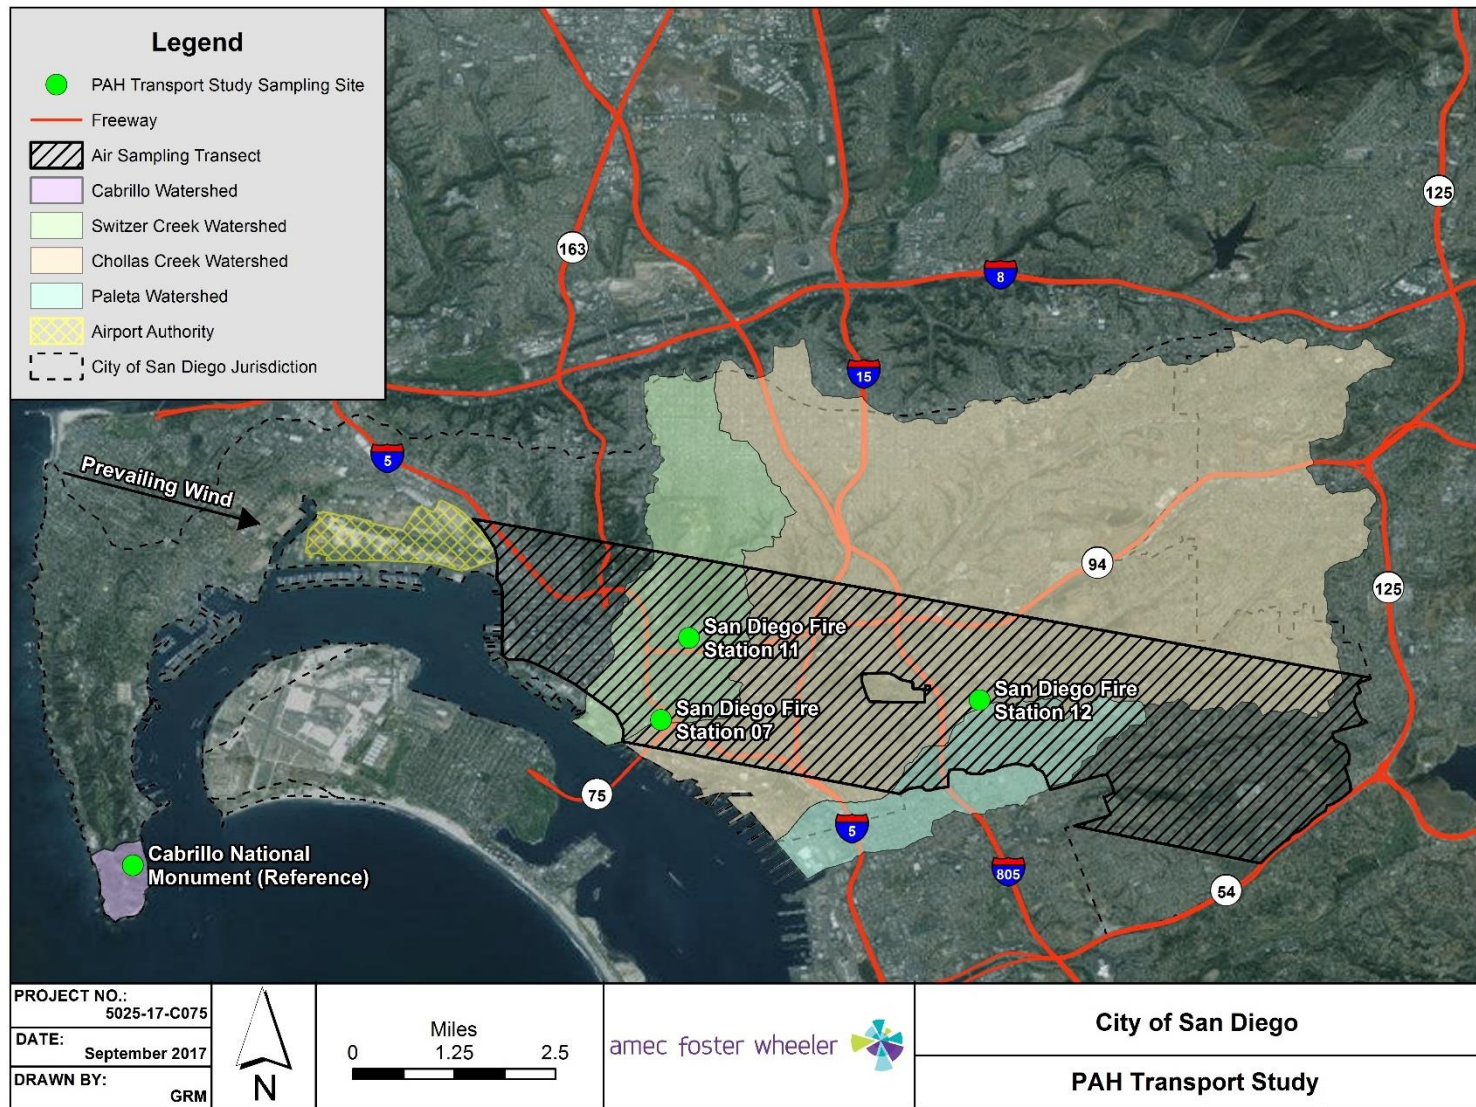 Legend
PAH Transport Study Sampling Site
Freeway
Air Sampling Transect
Cabrillo Watershed
Switzer Creek Watershed
Chollas Creek Watershed
Paleta Watershed
Airport Authority
City of San Diego Jurisdiction
125
163
8
15
5
Prevailing Wind
94
125
San Diego Fire
Station 11
San Diego Fire
Station 12
San Diego Fire
Station 07
75
5
Cabrillo National
Monument (Reference)
805
54
PROJECT NO.:
5025-17-C075
DATE:
September 2017
DRAWN BY:
GRM
N
Miles
0 1.25 2.5
amec foster wheeler
City of San Diego
PAH Transport Study